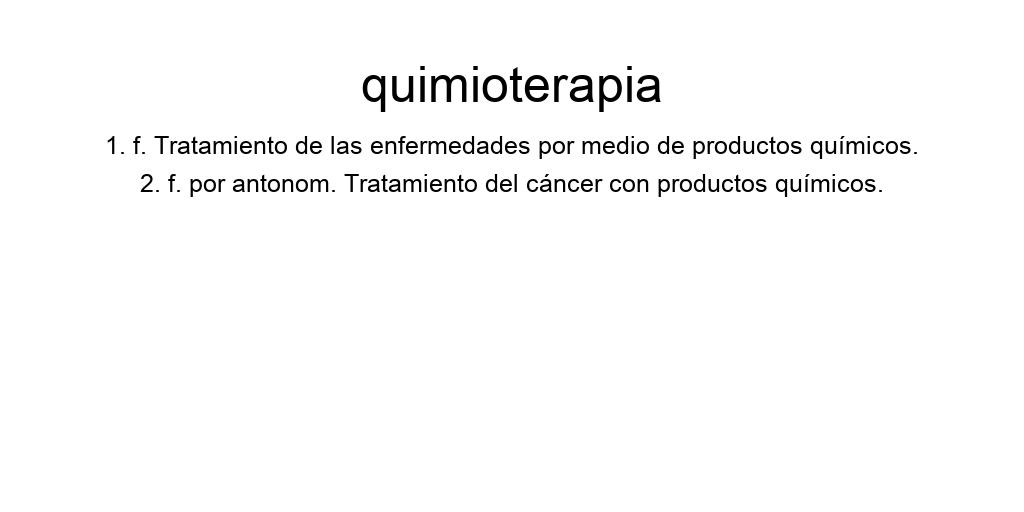 quimioterapia
1. f. Tratamiento de las enfermedades por medio de productos químicos.
2. f. por antonom. Tratamiento del cáncer con productos químicos.